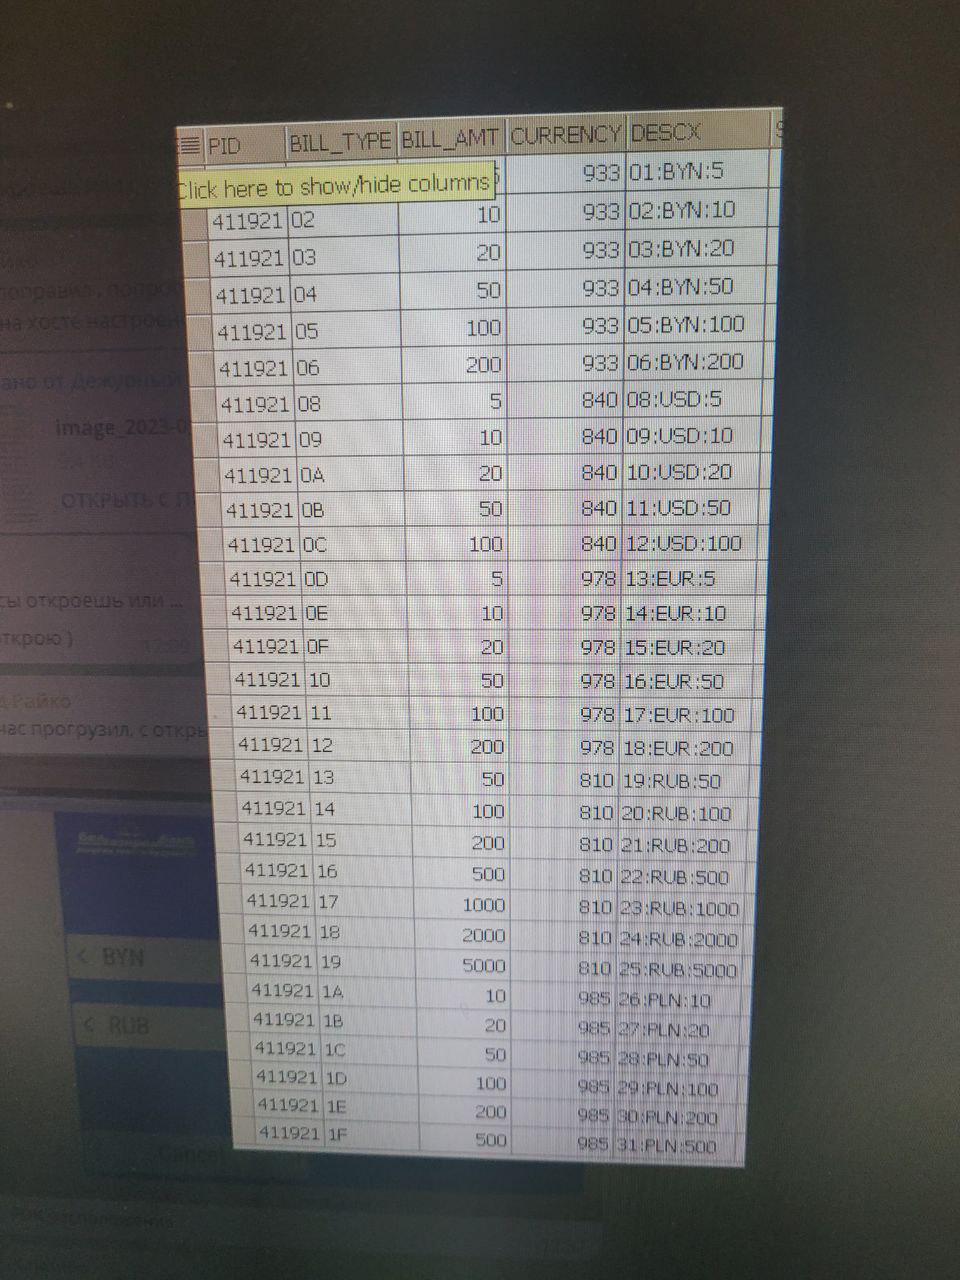 PID BILL_TYPE BILL_AMT CURRENCY DESCX
Click here to show/hide columns 933 01:BYN:5
411921 02 10 933 02:BYN:10
411921 03 20 933 03:BYN:20
411921 04 50 933 04:BYN:50
411921 05 100 933 05:BYN:100
411921 06 200 933 06:BYN:200
411921 08 5 840 08:USD:5
411921 09 10 840 09:USD:10
411921 0A 20 840 10:USD:20
411921 0B 50 840 11:USD:50
411921 0C 100 840 12:USD:100
411921 0D 5 978 13:EUR:5
411921 0E 10 978 14:EUR:10
411921 0F 20 978 15:EUR:20
411921 10 50 978 16:EUR:50
411921 11 100 978 17:EUR:100
411921 12 200 978 18:EUR:200
411921 13 50 810 19:RUB:50
411921 14 100 810 20:RUB:100
411921 15 200 810 21:RUB:200
411921 16 500 810 22:RUB:500
411921 17 1000 810 23:RUB:1000
411921 18 2000 810 24:RUB:2000
411921 19 5000 810 25:RUB:5000
411921 1A 10 985 26:PLN:10
411921 1B 20 985 27:PLN:20
411921 1C 50 985 28:PLN:50
411921 1D 100 985 29:PLN:100
411921 1E 200 985 30:PLN:200
411921 1F 500 985 31:PLN:500
на хосте
от Дежурный
ОТКРЫТЬ С
откроешь или ...
Райко
прогрузил, с
< BYN
< RUB
Cancel